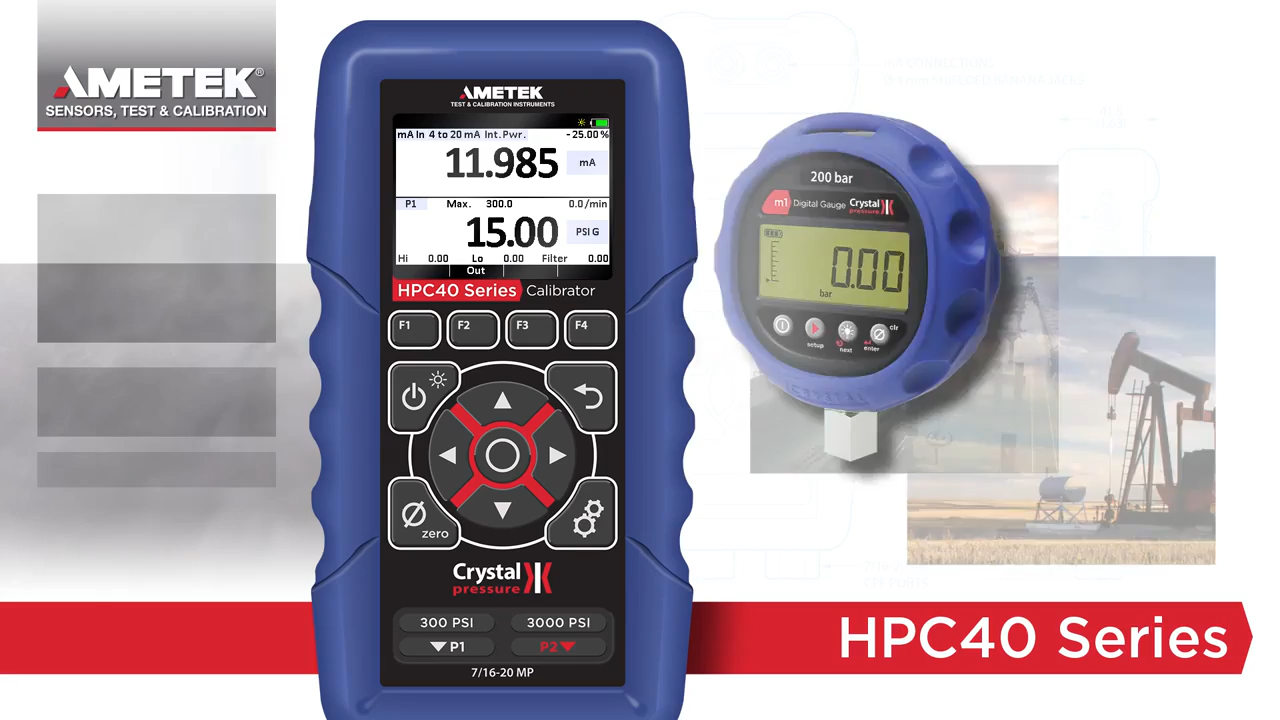 AMETEK®
SENSORS, TEST & CALIBRATION
AMETEK
TEST & CALIBRATION INSTRUMENTS
mA In 4 to 20 mA Int. Pwr. -25.00 %
11.985 mA
P1 Max. 300.0 0.0 /min
15.00 PSI G
Hi 0.00 Lo 0.00 Filter 0.00
Out
HPC40 Series Calibrator
F1 F2 F3 F4
zero
Crystal
pressure
300 PSI 3000 PSI
P1 P2
7/16-20 MP
200 bar
m1 Digital Gauge Crystal
pressure
0.00
bar
clr
setup next enter
HPC40 Series